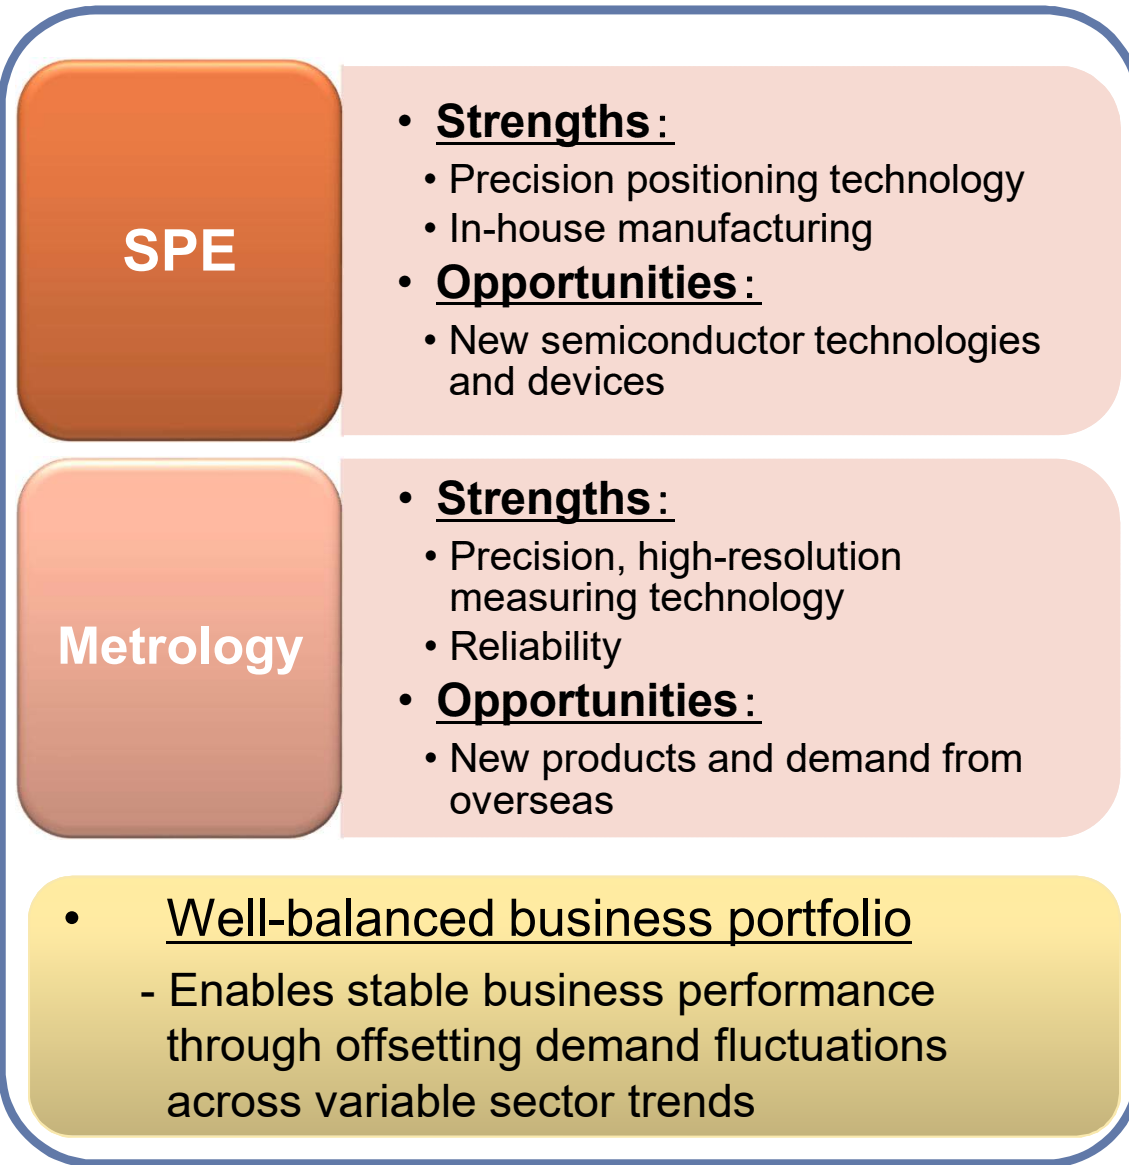 SPE
• Strengths:
• Precision positioning technology
• In-house manufacturing
• Opportunities:
• New semiconductor technologies
and devices
Metrology
• Strengths:
• Precision, high-resolution
measuring technology
• Reliability
• Opportunities:
• New products and demand from
overseas
• Well-balanced business portfolio
- Enables stable business performance
through offsetting demand fluctuations
across variable sector trends